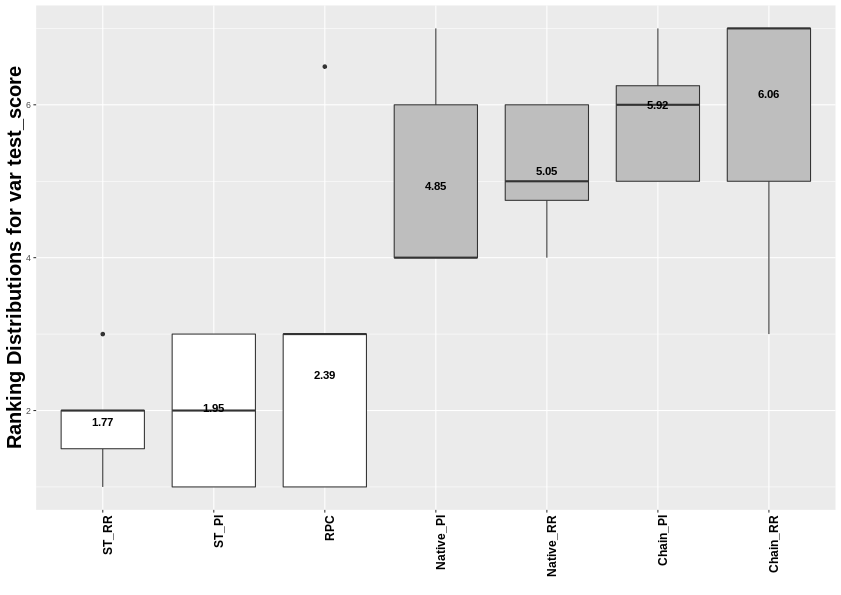 Ranking Distributions for var test_score
6
4
2
1.77
1.95
2.39
4.85
5.05
5.92
6.06
ST_RR
ST_PI
RPC
Native_PI
Native_RR
Chain_PI
Chain_RR